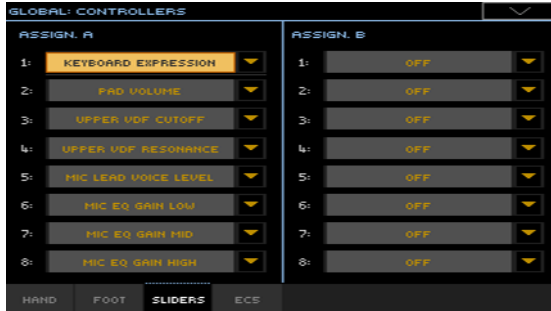 GLOBAL: CONTROLLERS
ASSIGN. A ASSIGN. B
1: KEYBOARD EXPRESSION 1: OFF
2: PAD VOLUME 2: OFF
3: UPPER VDF CUTOFF 3: OFF
4: UPPER VDF RESONANCE 4: OFF
5: MIC LEAD VOICE LEVEL 5: OFF
6: MIC EQ GAIN LOW 6: OFF
7: MIC EQ GAIN MID 7: OFF
8: MIC EQ GAIN HIGH 8: OFF
HAND FOOT SLIDERS EC5